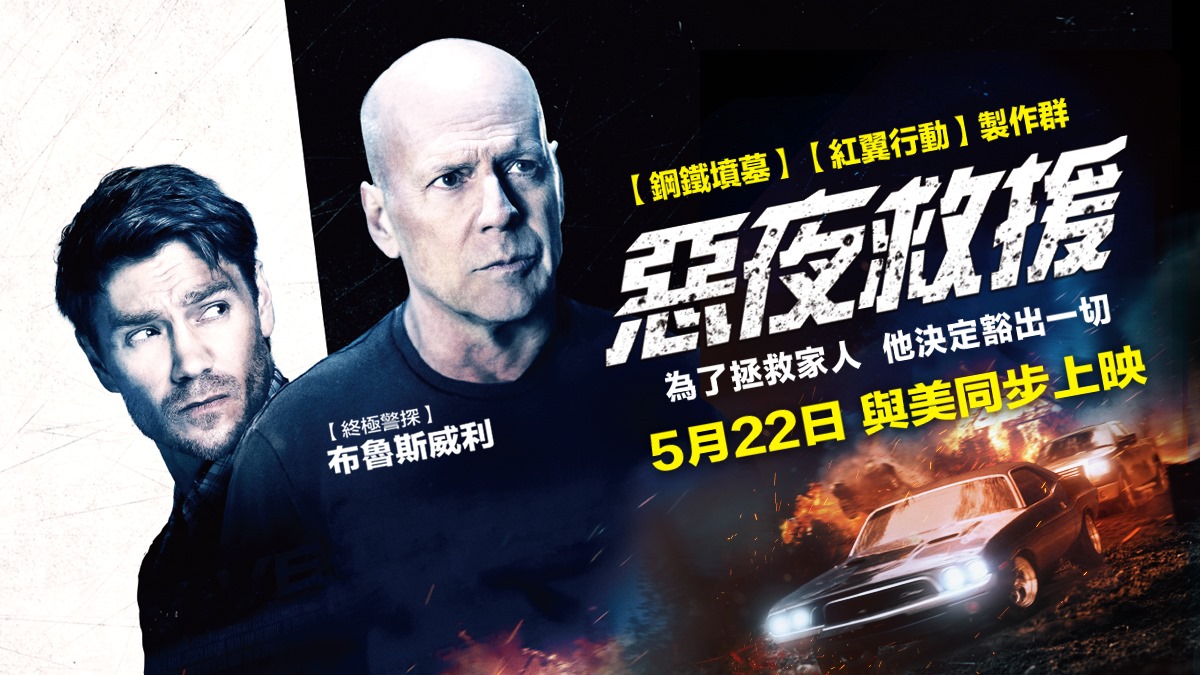 【鋼鐵墳墓】【紅翼行動】製作群
惡夜救援
為了拯救家人 他決定豁出一切
5月22日 與美同步上映
【終極警探】
布魯斯威利